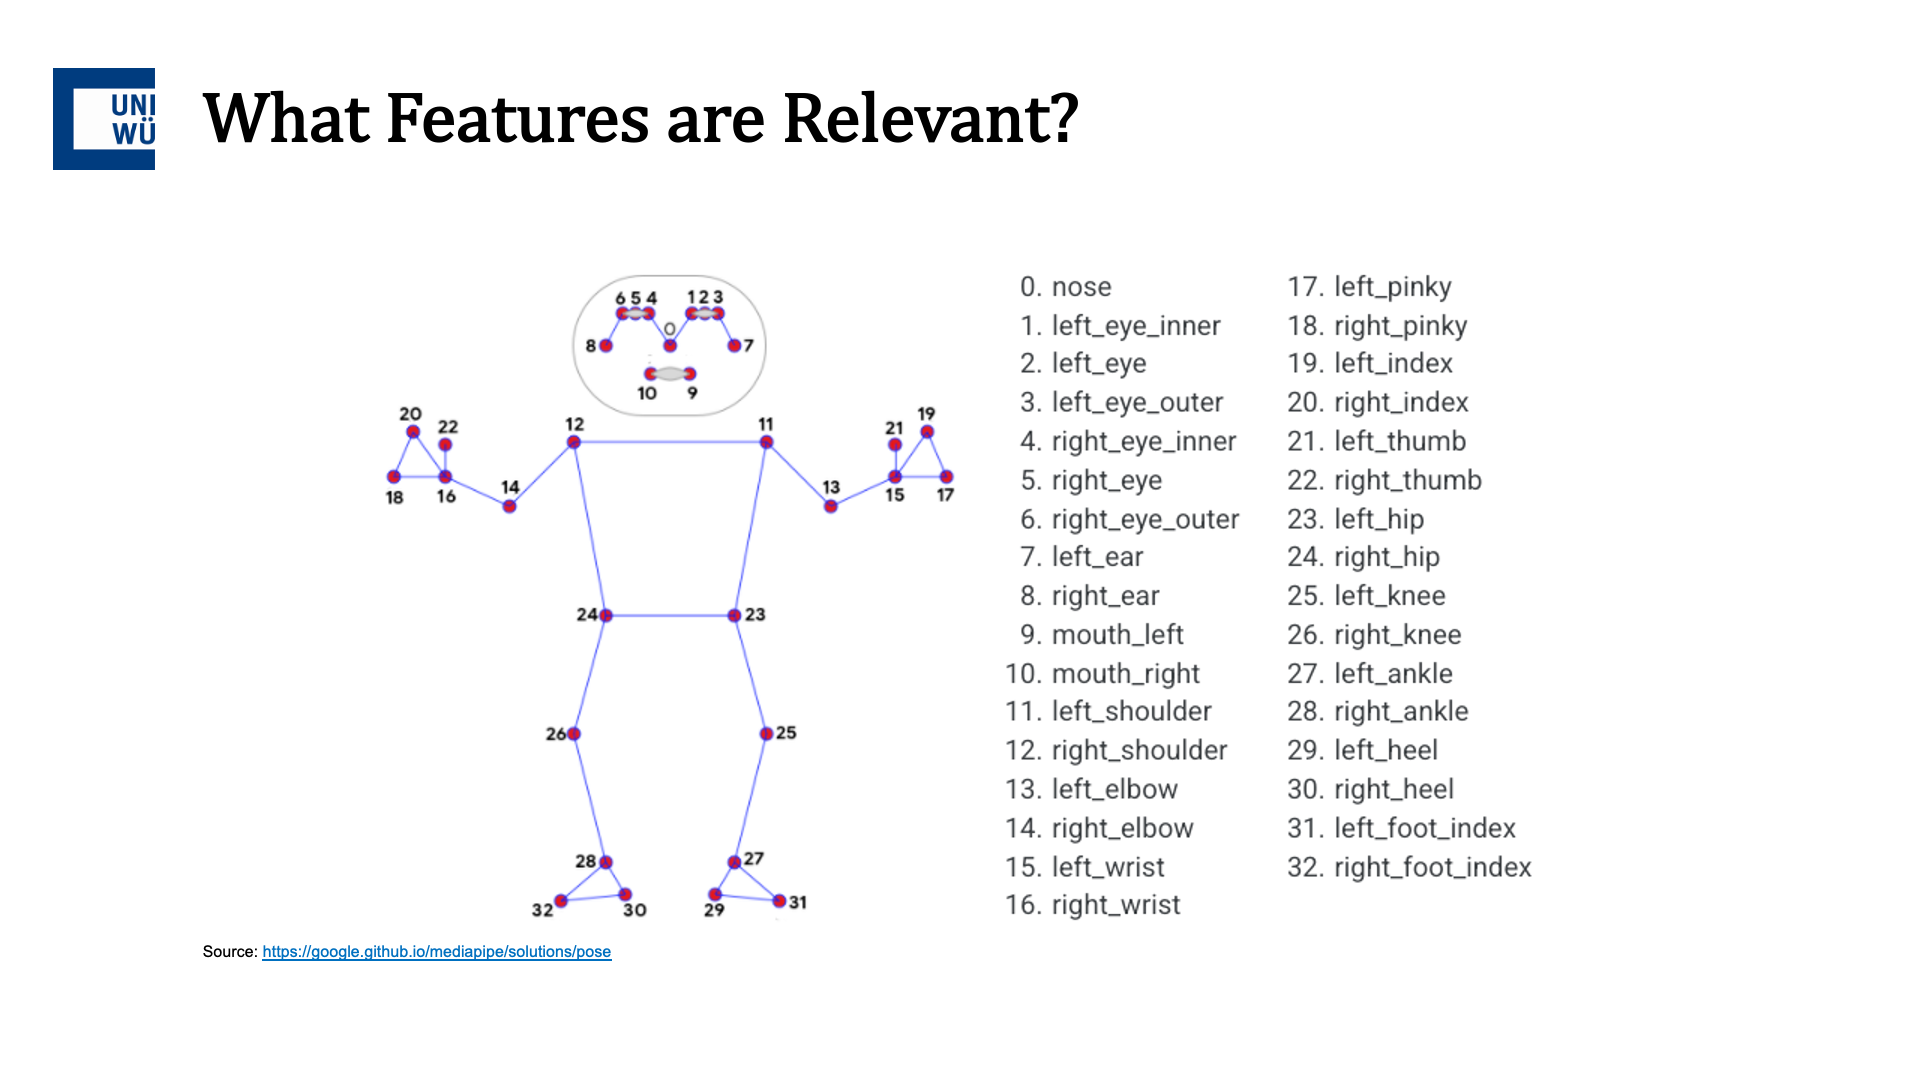 UNI
WÜ
What Features are Relevant?
6 5 4 1 2 3
0
8 7
10 9
20 22 12 11 21 19
18 16 14 13 15 17
24 23
26 25
28 27
32 30 29 31
0. nose
1. left_eye_inner
2. left_eye
3. left_eye_outer
4. right_eye_inner
5. right_eye
6. right_eye_outer
7. left_ear
8. right_ear
9. mouth_left
10. mouth_right
11. left_shoulder
12. right_shoulder
13. left_elbow
14. right_elbow
15. left_wrist
16. right_wrist
17. left_pinky
18. right_pinky
19. left_index
20. right_index
21. left_thumb
22. right_thumb
23. left_hip
24. right_hip
25. left_knee
26. right_knee
27. left_ankle
28. right_ankle
29. left_heel
30. right_heel
31. left_foot_index
32. right_foot_index
Source: https://google.github.io/mediapipe/solutions/pose